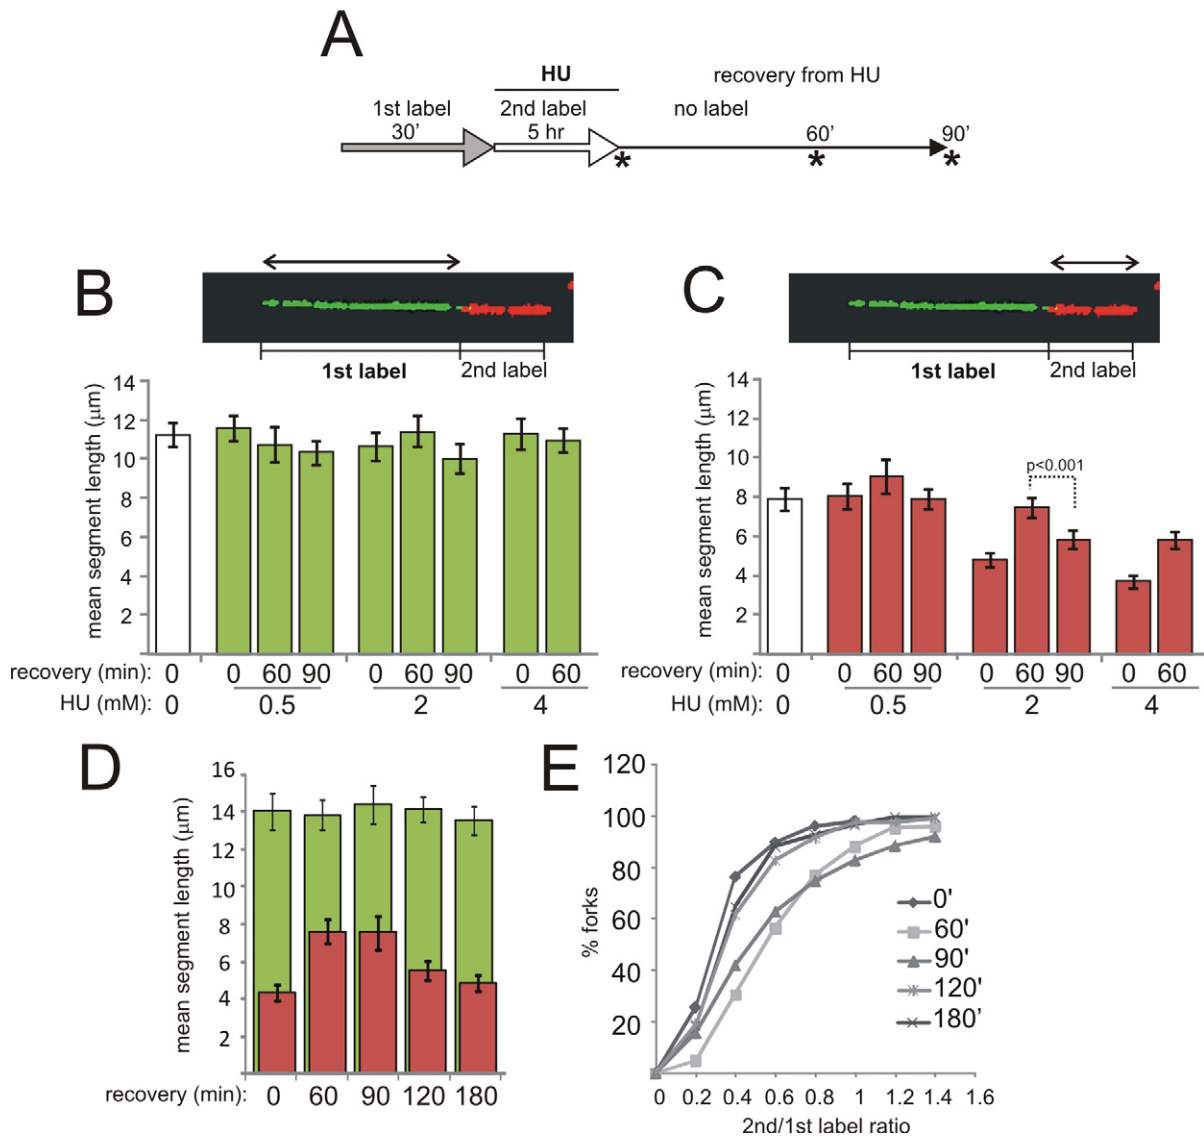 A
HU
recovery from HU
1st label
2nd label
no label
30'
5 hr
60'
90'
*
*
*
B
1st label
2nd label
mean segment length (μm)
14
12
10
8
6
4
2
recovery (min): 0 0 60 90 0 60 90 0 60
HU (mM): 0 0.5 2 4
C
1st label
2nd label
mean segment length (μm)
14
12
10
8
6
4
2
p<0.001
recovery (min): 0 0 60 90 0 60 90 0 60
HU (mM): 0 0.5 2 4
D
mean segment length (μm)
16
14
12
10
8
6
4
2
recovery (min): 0 60 90 120 180
E
% forks
120
100
80
60
40
20
0'
60'
90'
120'
180'
0 0.2 0.4 0.6 0.8 1.0 1.2 1.4 1.6
2nd/1st label ratio